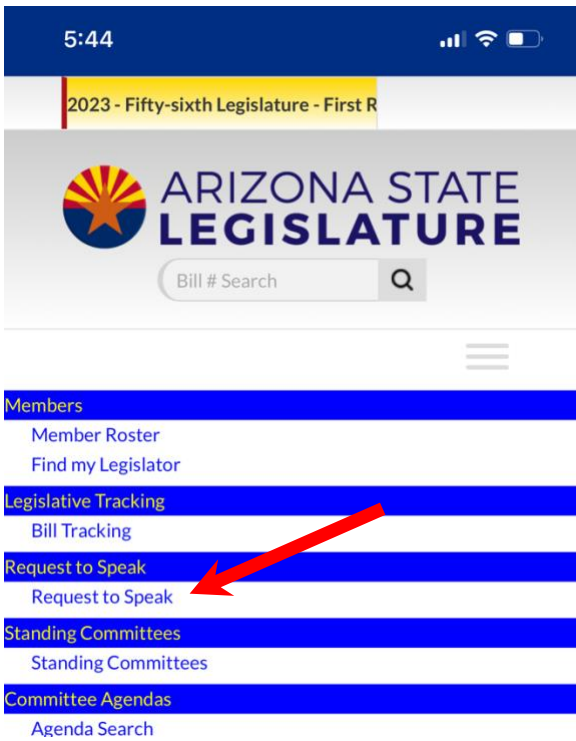 5:44
2023 - Fifty-sixth Legislature - First R
ARIZONA STATE
LEGISLATURE
Bill # Search
Members
Member Roster
Find my Legislator
Legislative Tracking
Bill Tracking
Request to Speak
Request to Speak
Standing Committees
Standing Committees
Committee Agendas
Agenda Search